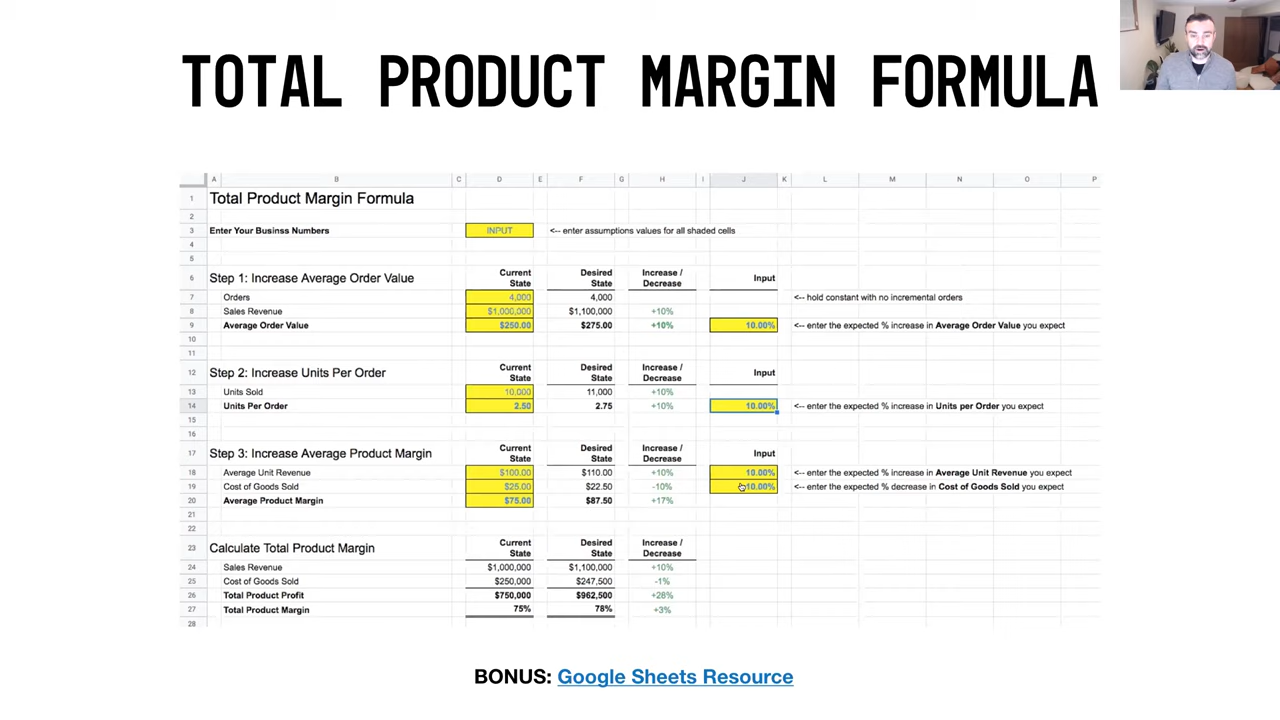 TOTAL PRODUCT MARGIN FORMULA
A B C D E F G H I J K L M N O P
1 Total Product Margin Formula
2
3 Enter Your Businss Numbers INPUT <-- enter assumptions values for all shaded cells
4
5
6 Step 1: Increase Average Order Value Current State Desired State Increase / Decrease Input
7 Orders 4,000 4,000 <-- hold constant with no incremental orders
8 Sales Revenue $1,000,000 $1,100,000 +10%
9 Average Order Value $250.00 $275.00 +10% 10.00% <-- enter the expected % increase in Average Order Value you expect
10
11
12 Step 2: Increase Units Per Order Current State Desired State Increase / Decrease Input
13 Units Sold 10,000 11,000 +10%
14 Units Per Order 2.50 2.75 +10% 10.00% <-- enter the expected % increase in Units per Order you expect
15
16
17 Step 3: Increase Average Product Margin Current State Desired State Increase / Decrease Input
18 Average Unit Revenue $100.00 $110.00 +10% 10.00% <-- enter the expected % increase in Average Unit Revenue you expect
19 Cost of Goods Sold $25.00 $22.50 -10% -10.00% <-- enter the expected % decrease in Cost of Goods Sold you expect
20 Average Product Margin $75.00 $87.50 +17%
21
22
23 Calculate Total Product Margin Current State Desired State Increase / Decrease
24 Sales Revenue $1,000,000 $1,100,000 +10%
25 Cost of Goods Sold $250,000 $247,500 -1%
26 Total Product Profit $750,000 $962,500 +28%
27 Total Product Margin 75% 78% +3%
28
BONUS: Google Sheets Resource